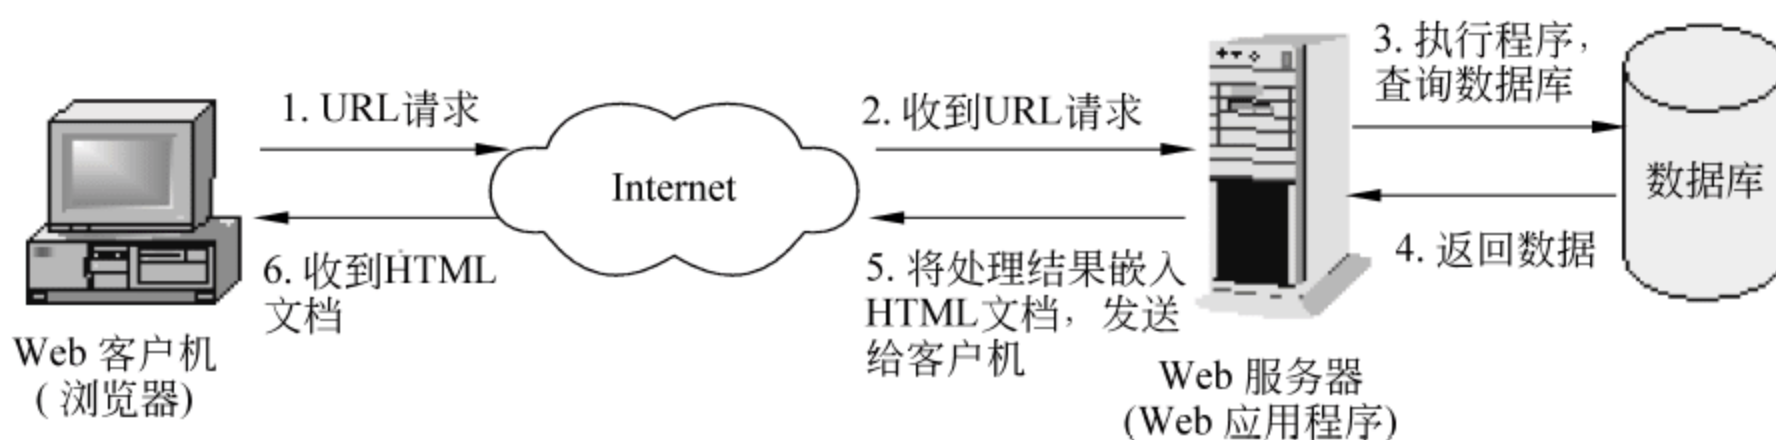 1. URL请求
Internet
2. 收到URL请求
3. 执行程序，
查询数据库
数据库
4. 返回数据
5. 将处理结果嵌入
HTML文档，发送
给客户机
6. 收到HTML
文档
Web 客户机
( 浏览器)
Web 服务器
(Web 应用程序)